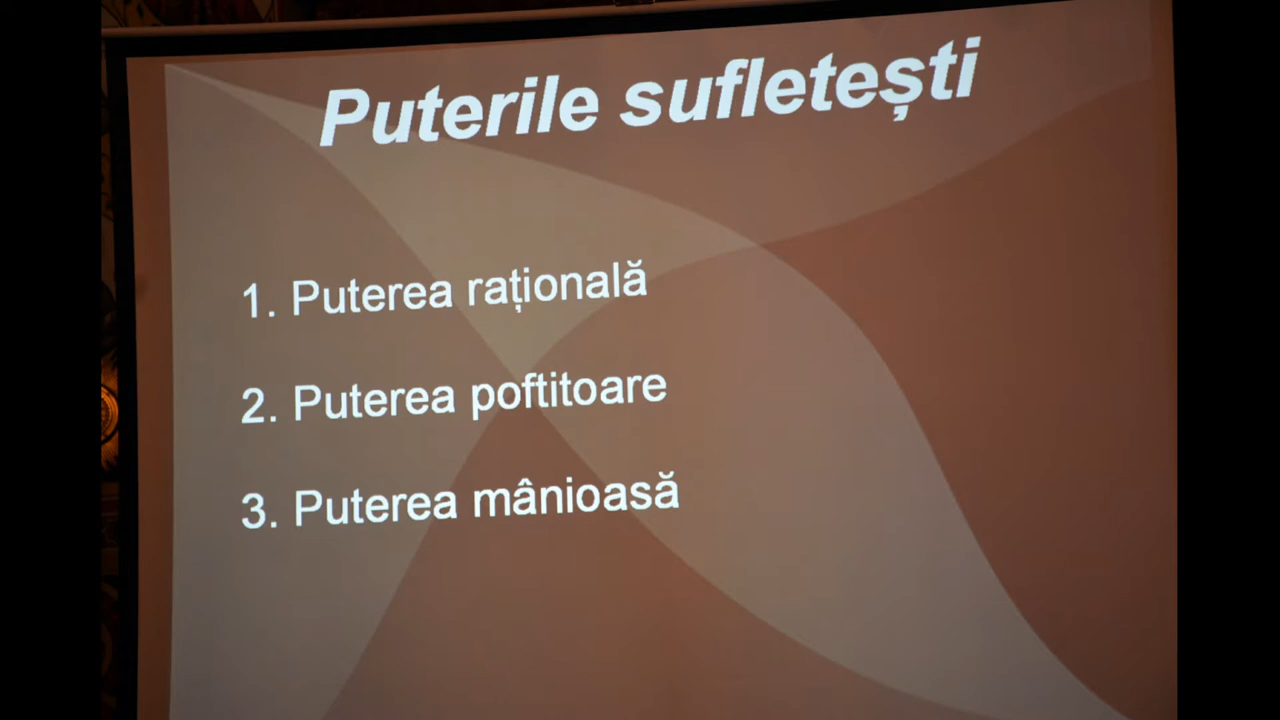 Puterile sufletești
1. Puterea rațională
2. Puterea poftitoare
3. Puterea mânioasă